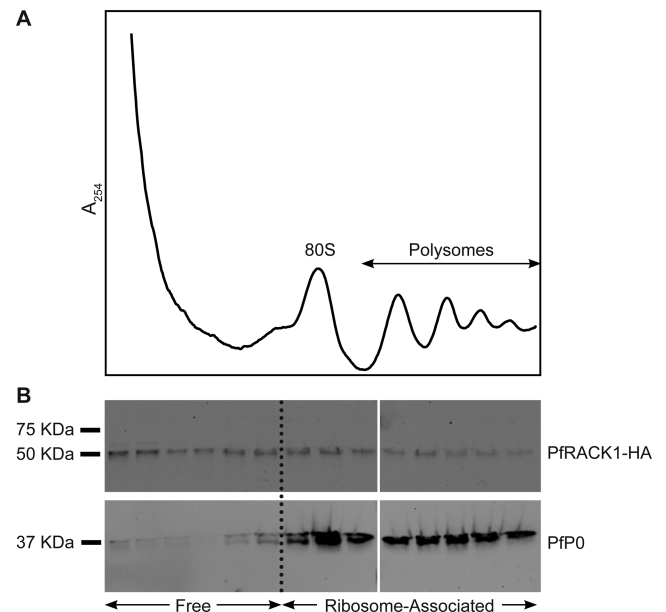 A
A254
80S
Polysomes
B
75 KDa
50 KDa
PfRACK1-HA
37 KDa
PfP0
Free
Ribosome-Associated